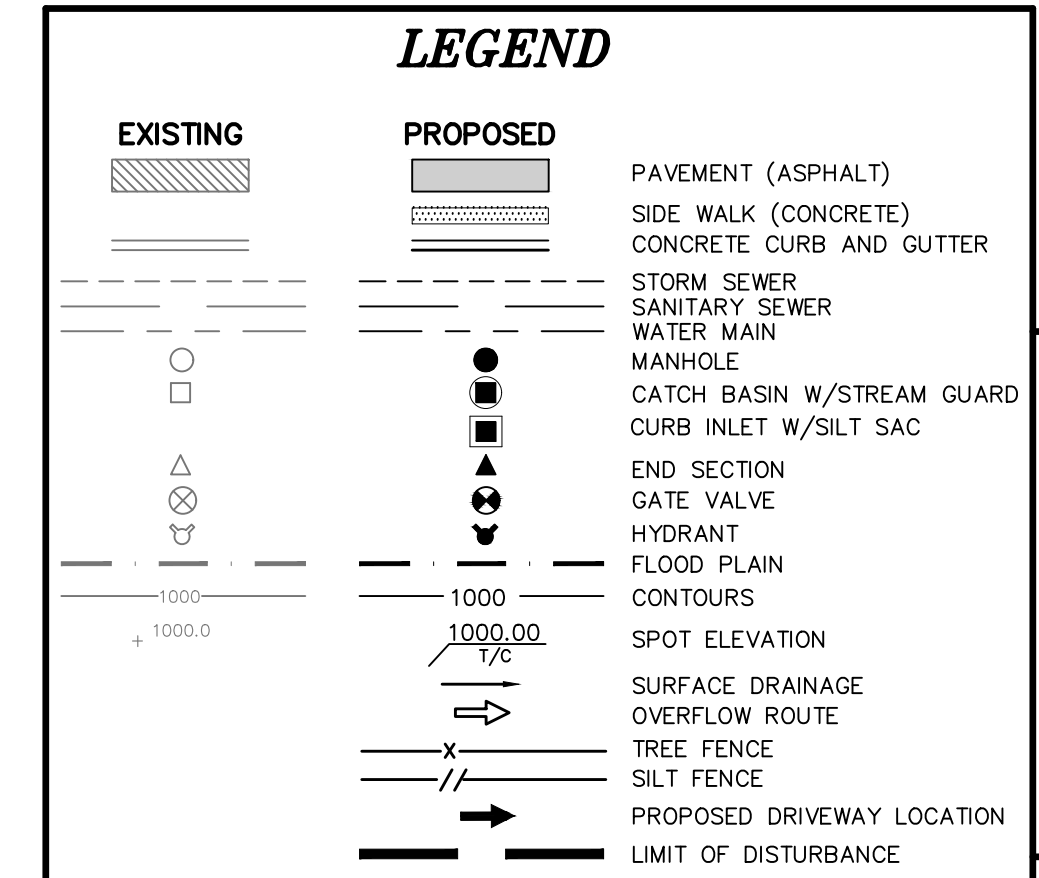 LEGEND
EXISTING PROPOSED
PAVEMENT (ASPHALT)
SIDE WALK (CONCRETE)
CONCRETE CURB AND GUTTER
STORM SEWER
SANITARY SEWER
WATER MAIN
MANHOLE
CATCH BASIN W/STREAM GUARD
CURB INLET W/SILT SAC
END SECTION
GATE VALVE
HYDRANT
FLOOD PLAIN
1000 1000 CONTOURS
1000.0 1000.00 SPOT ELEVATION
T/C
SURFACE DRAINAGE
OVERFLOW ROUTE
X TREE FENCE
// SILT FENCE
PROPOSED DRIVEWAY LOCATION
LIMIT OF DISTURBANCE